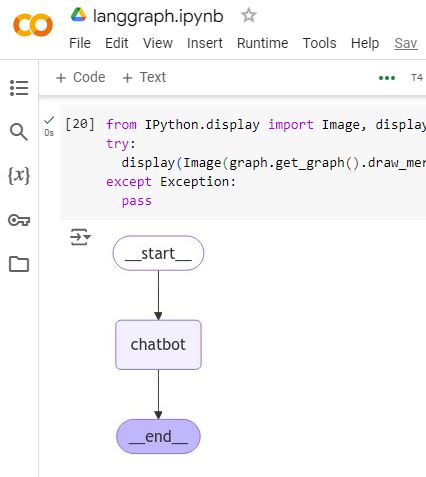 langgraph.ipynb
File Edit View Insert Runtime Tools Help Sav
+ Code + Text ••• T4
[20] from IPython.display import Image, display
0s
try:
display(Image(graph.get_graph().draw_mer
except Exception:
pass
{x}
__start__
chatbot
__end__